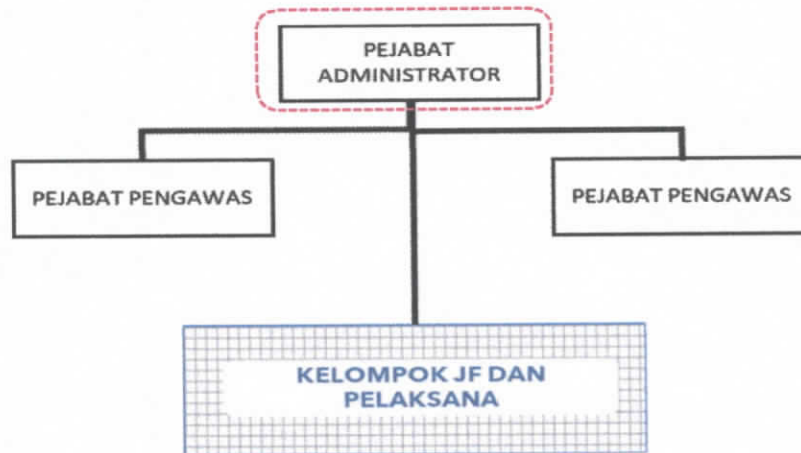 PEJABAT
ADMINISTRATOR
PEJABAT PENGAWAS
PEJABAT PENGAWAS
KELOMPOK JF DAN
PELAKSANA